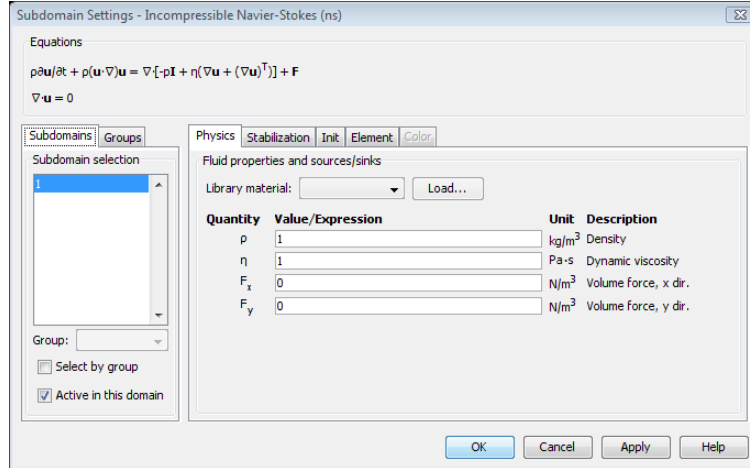 Subdomain Settings - Incompressible Navier-Stokes (ns)
Equations
ρ∂u/∂t + ρ(u·∇)u = ∇·[-pI + η(∇u + (∇u)ᵀ)] + F
∇·u = 0
Subdomains Groups
Subdomain selection
1
Group:
Select by group
Active in this domain
Physics Stabilization Init Element Color
Fluid properties and sources/sinks
Library material: Load...
Quantity Value/Expression Unit Description
ρ 1 kg/m³ Density
η 1 Pa·s Dynamic viscosity
Fₓ 0 N/m³ Volume force, x dir.
Fy 0 N/m³ Volume force, y dir.
OK Cancel Apply Help